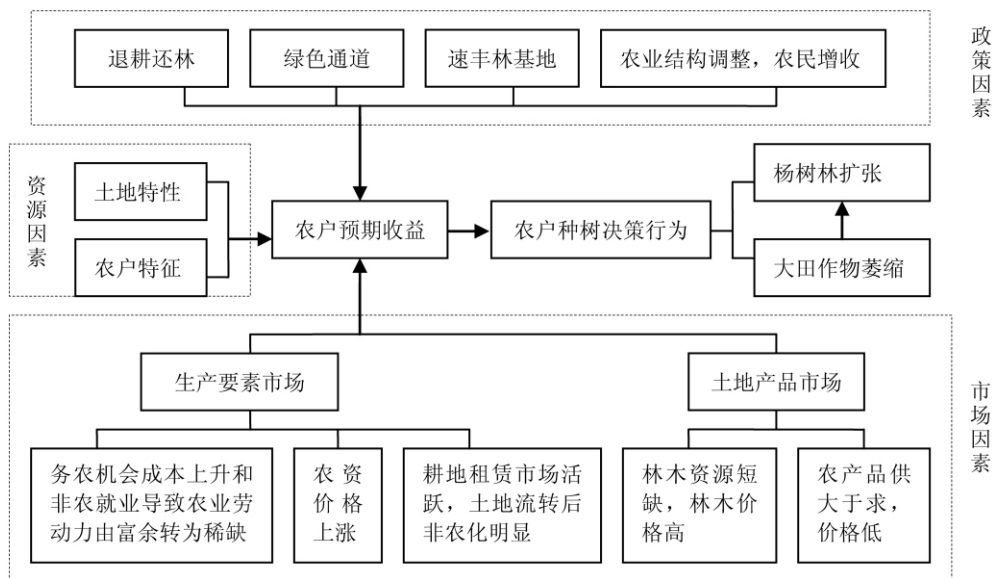 退耕还林
绿色通道
速丰林基地
农业结构调整，农民增收
政策因素
资源因素
土地特性
农户特征
农户预期收益
农户种树决策行为
杨树林扩张
大田作物萎缩
生产要素市场
土地产品市场
市场因素
务农机会成本上升和
非农就业导致农业劳
动力由富余转为稀缺
农资
价格
上涨
耕地租赁市场活
跃，土地流转后
非农化明显
林木资源短
缺，林木价
格高
农产品供
大于求，
价格低